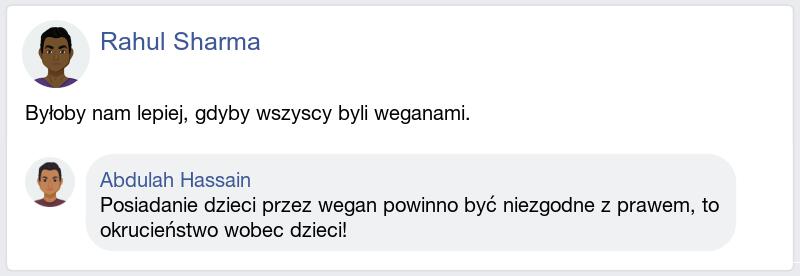 Rahul Sharma
Byłoby nam lepiej, gdyby wszyscy byli weganami.
Abdulah Hassain
Posiadanie dzieci przez wegan powinno być niezgodne z prawem, to
okrucieństwo wobec dzieci!